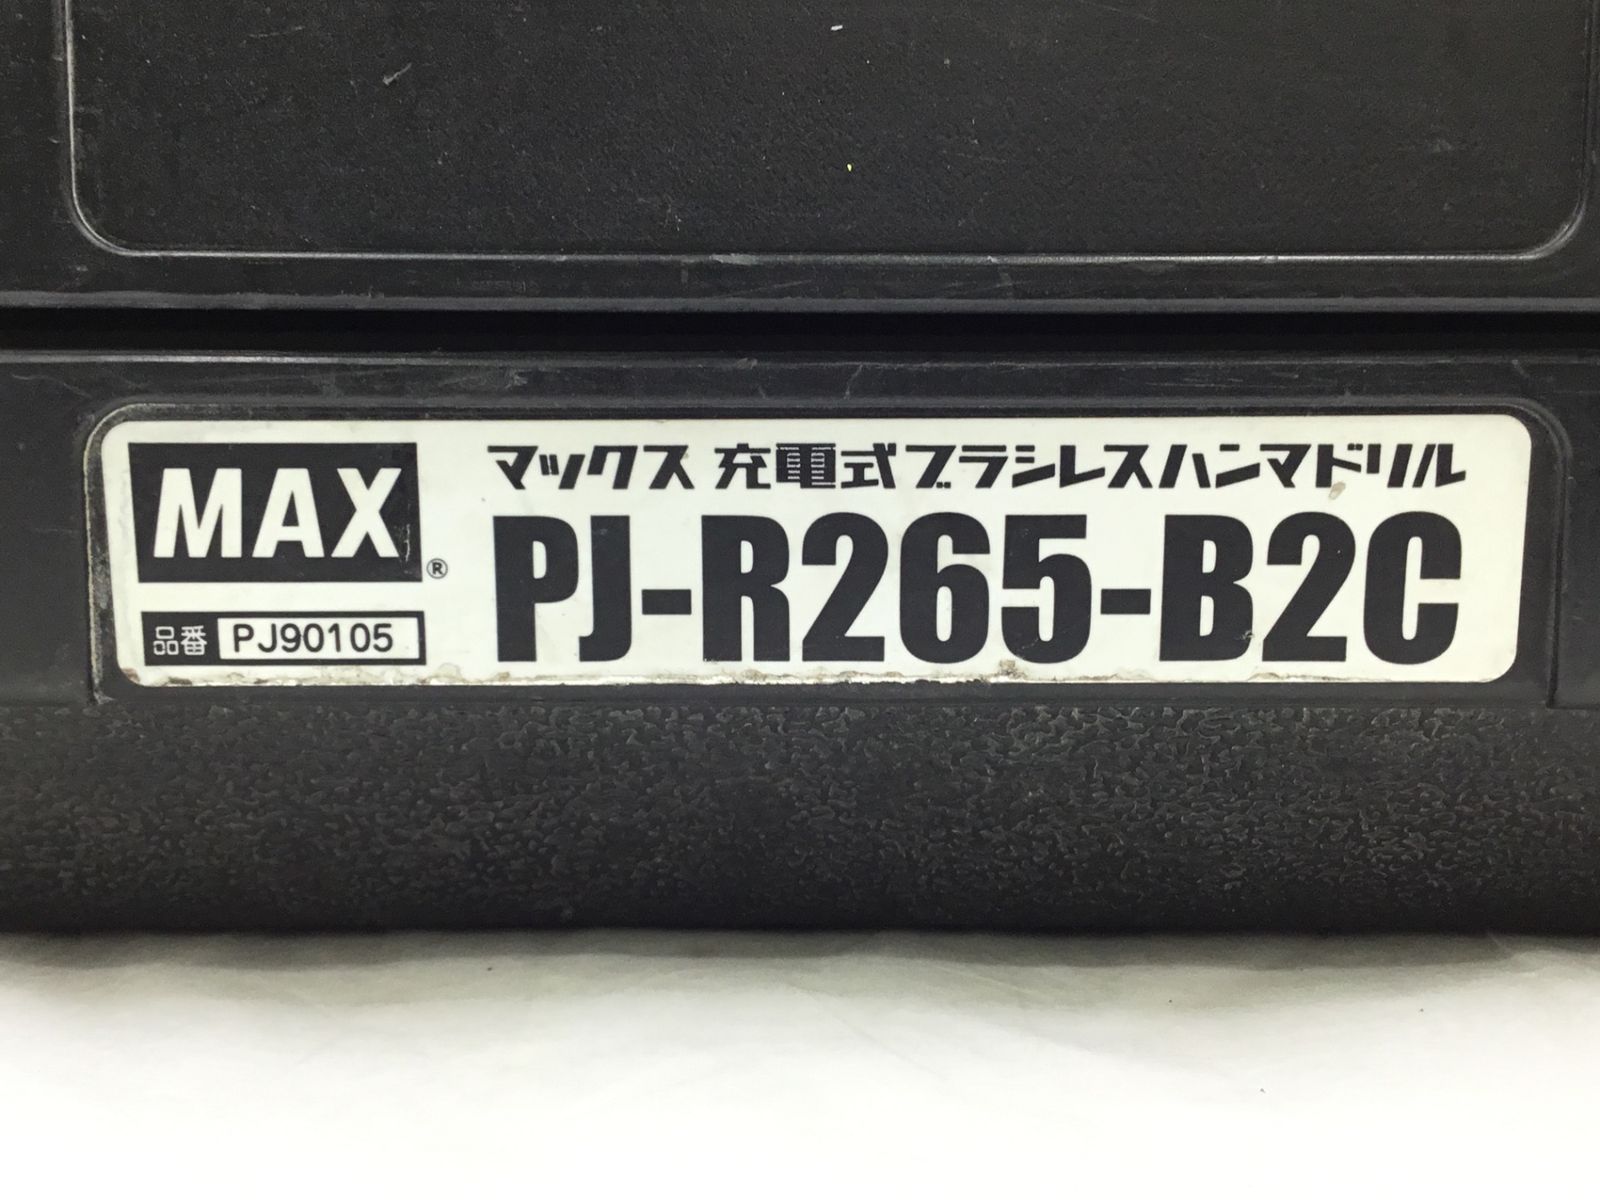 MAX®
品番 PJ90105
マックス 充電式ブラシレスハンマドリル
PJ-R265-B2C